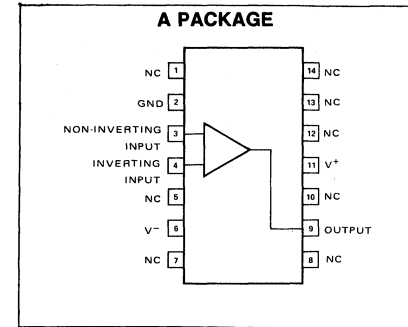 A PACKAGE
NC 1
14 NC
GND 2
13 NC
NON-INVERTING INPUT 3
12 NC
INVERTING INPUT 4
11 V+
NC 5
10 NC
V− 6
9 OUTPUT
NC 7
8 NC